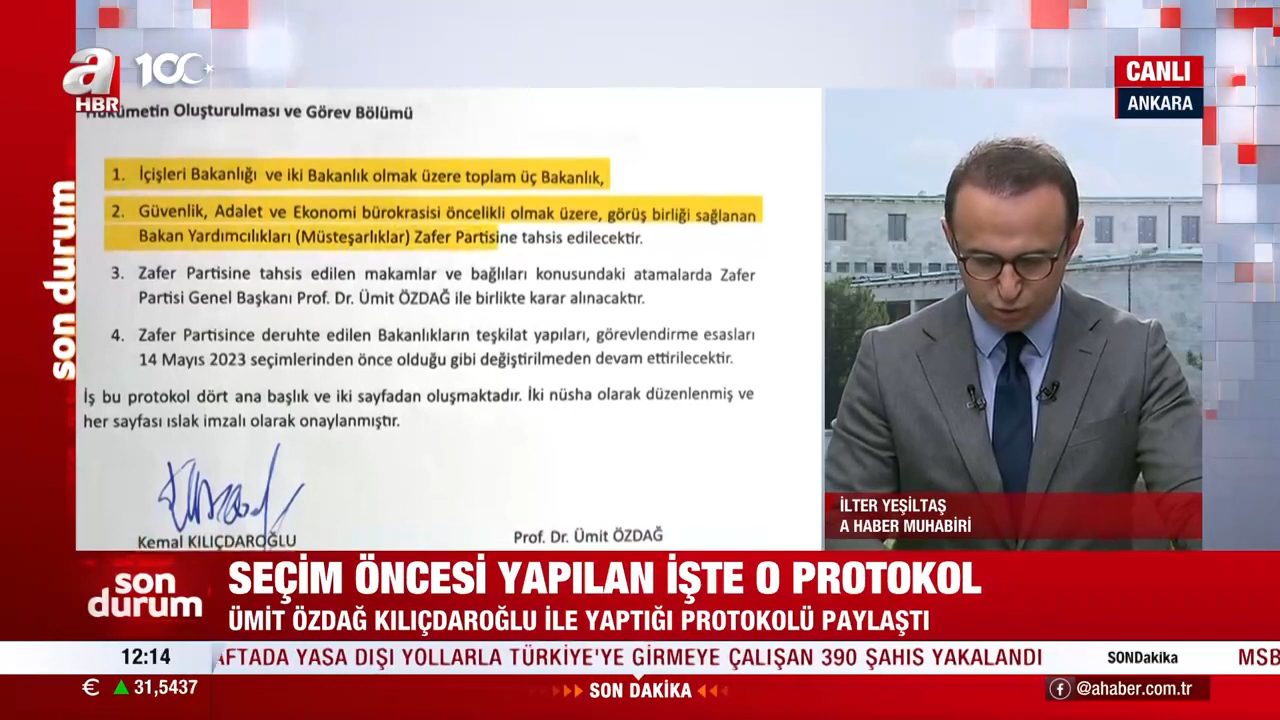 a
HBR
100
Hükümetin Oluşturulması ve Görev Bölümü
1. İçişleri Bakanlığı ve iki Bakanlık olmak üzere toplam üç Bakanlık,
2. Güvenlik, Adalet ve Ekonomi bürokrasisi öncelikli olmak üzere, görüş birliği sağlanan
Bakan Yardımcılıkları (Müsteşarlıklar) Zafer Partisine tahsis edilecektir.
3. Zafer Partisine tahsis edilen makamlar ve bağlıları konusundaki atamalarda Zafer
Partisi Genel Başkanı Prof. Dr. Ümit ÖZDAĞ ile birlikte karar alınacaktır.
4. Zafer Partisince deruhte edilen Bakanlıkların teşkilat yapıları, görevlendirme esasları
14 Mayıs 2023 seçimlerinden önce olduğu gibi değiştirilmeden devam ettirilecektir.
İş bu protokol dört ana başlık ve iki sayfadan oluşmaktadır. İki nüsha olarak düzenlenmiş ve
her sayfası ıslak imzalı olarak onaylanmıştır.
Kemal KILIÇDAROĞLU
Prof. Dr. Ümit ÖZDAĞ
son durum
CANLI
ANKARA
İLTER YEŞİLTAŞ
A HABER MUHABİRİ
son
durum
SEÇİM ÖNCESİ YAPILAN İŞTE O PROTOKOL
ÜMİT ÖZDAĞ KILIÇDAROĞLU İLE YAPTIĞI PROTOKOLÜ PAYLAŞTI
12:14
AFTADA YASA DIŞI YOLLARLA TÜRKİYE'YE GİRMEYE ÇALIŞAN 390 ŞAHIS YAKALANDI
SONDakika
MSB
€ 31,5437
SON DAKİKA
@ahaber.com.tr